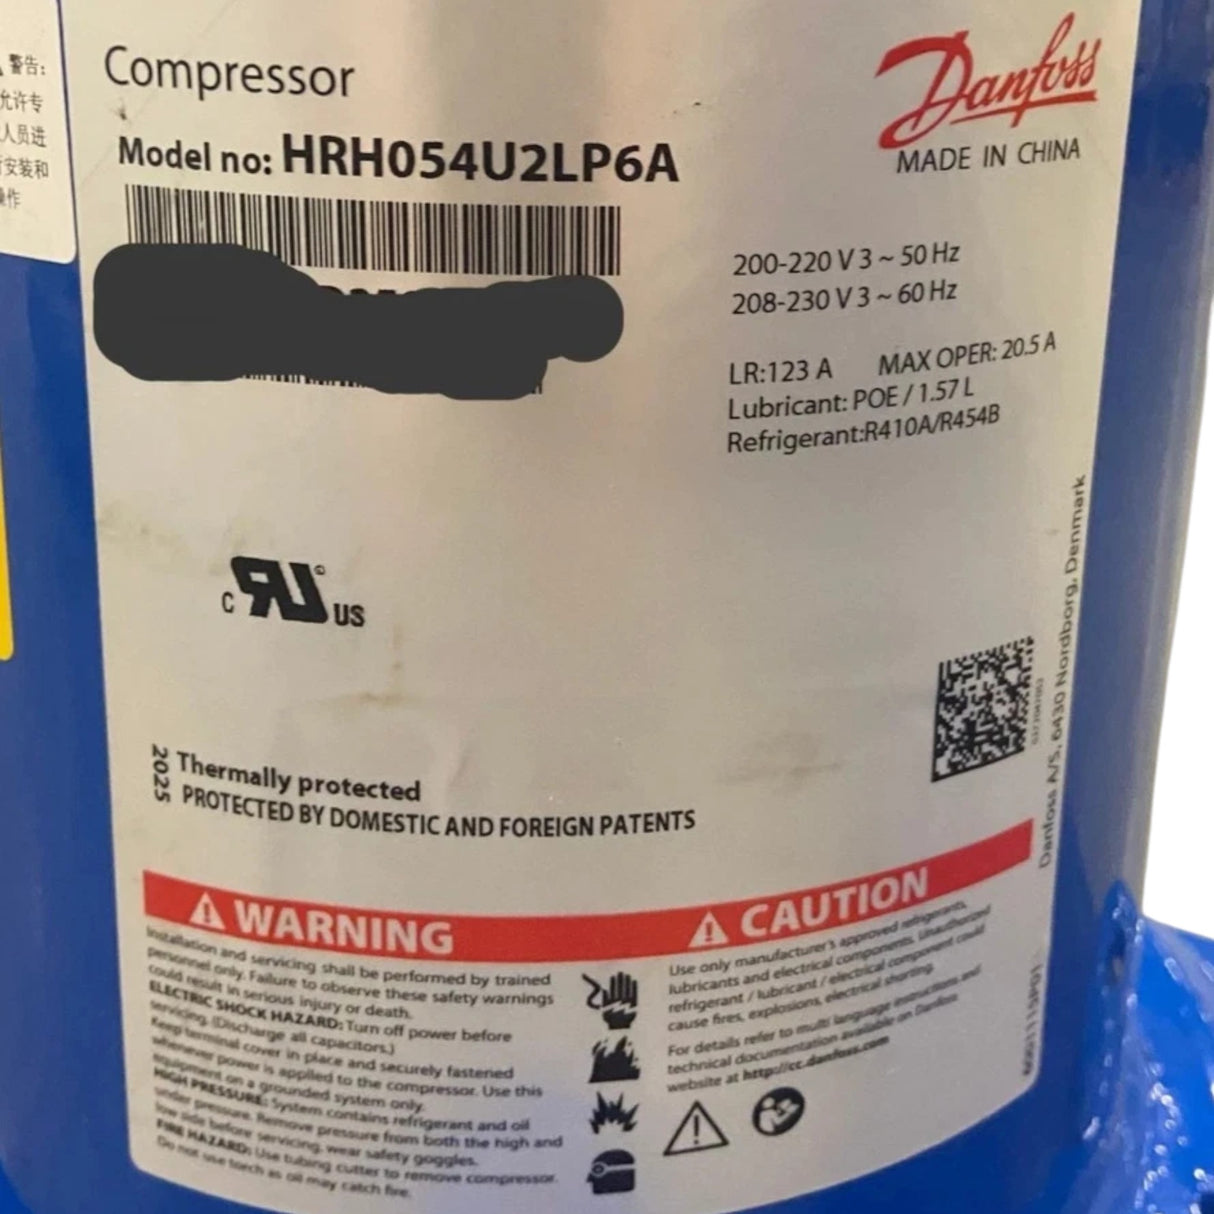 警告:
允许专
人员进
安装和
操作
Compressor
Model no: HRH054U2LP6A
Danfoss
MADE IN CHINA
200-220 V 3 ~ 50 Hz
208-230 V 3 ~ 60 Hz
LR:123 A MAX OPER: 20.5 A
Lubricant: POE / 1.57 L
Refrigerant:R410A/R454B
c RU US
2025
Thermally protected
PROTECTED BY DOMESTIC AND FOREIGN PATENTS
Danfoss A/S, 6430 Nordborg, Denmark
WARNING
Installation and servicing shall be performed by trained
personnel only. Failure to observe these safety warnings
could result in serious injury or death.
ELECTRIC SHOCK HAZARD: Turn off power before
servicing. (Discharge all capacitors.)
Keep terminal cover in place and securely fastened
whenever power is applied to the compressor. Use this
equipment on a grounded system only.
HIGH PRESSURE: System contains refrigerant and oil
under pressure. Remove pressure from both the high and
low side before servicing, wear safety goggles.
FIRE HAZARD: Use tubing cutter to remove compressor.
Do not use torch as oil may catch fire.
CAUTION
Use only manufacturer's approved refrigerants,
lubricants and electrical components. Unauthorized
refrigerant / lubricant / electrical component could
cause fires, explosions, electrical shorting.
For details refer to multi language instructions and
technical documentation available on Danfoss
website at http://cc.danfoss.com